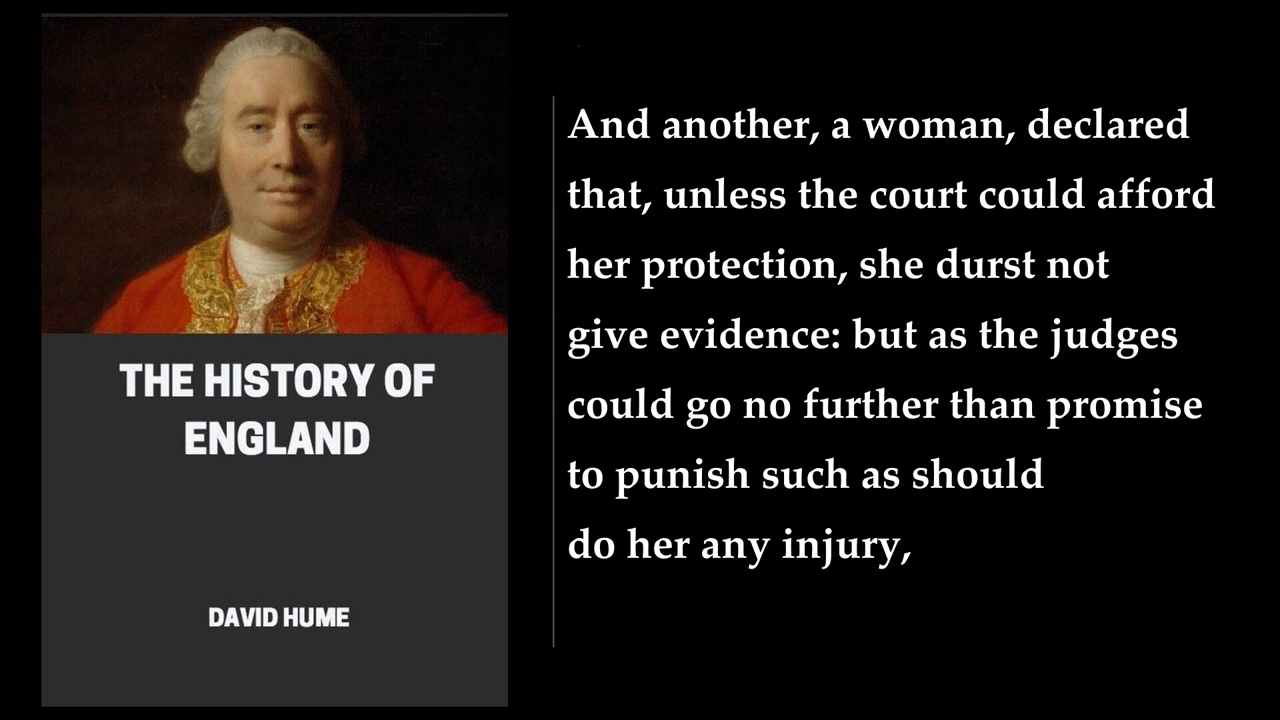 THE HISTORY OF
ENGLAND
DAVID HUME
And another, a woman, declared
that, unless the court could afford
her protection, she durst not
give evidence: but as the judges
could go no further than promise
to punish such as should
do her any injury,